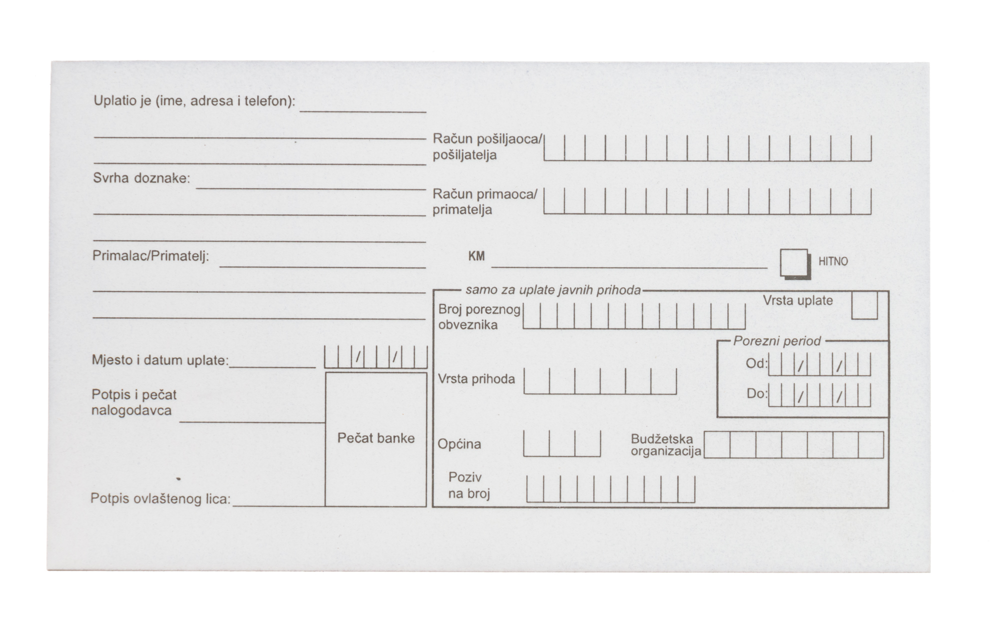 Uplatio je (ime, adresa i telefon):
Svrha doznake:
Primalac/Primatelj:
Mjesto i datum uplate:
/ /
Potpis i pečat
nalogodavca
Pečat banke
Potpis ovlaštenog lica:
Račun pošiljaoca/
pošiljatelja
Račun primaoca/
primatelja
KM
HITNO
samo za uplate javnih prihoda
Broj poreznog
obveznika
Vrsta uplate
Porezni period
Od: / /
Do: / /
Vrsta prihoda
Općina
Budžetska
organizacija
Poziv
na broj